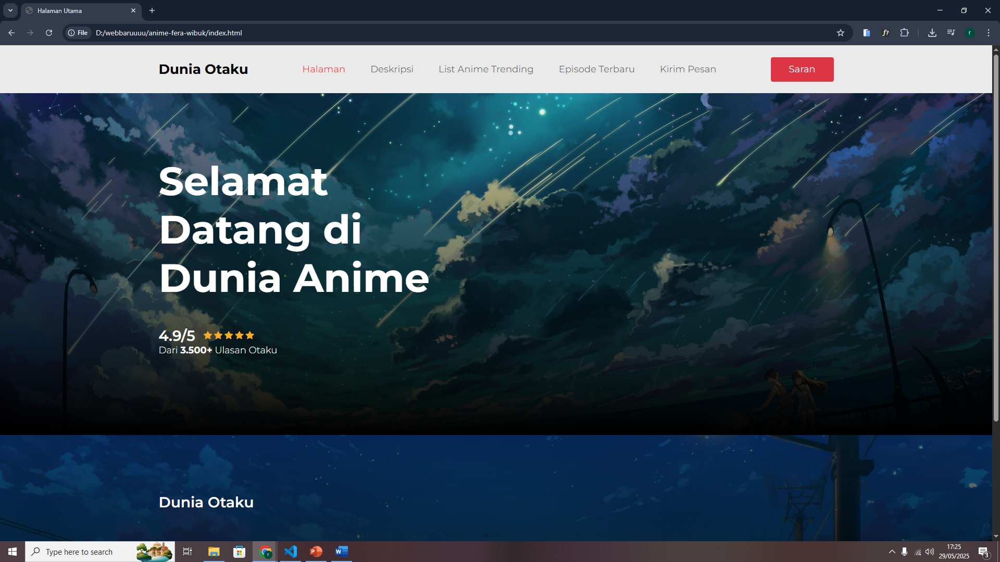 Halaman Utama
File D:/webbaruuuu/anime-fera-wibuk/index.html
f?
r
Dunia Otaku
Halaman Deskripsi List Anime Trending Episode Terbaru Kirim Pesan Saran
Selamat
Datang di
Dunia Anime
4.9/5
Dari 3.500+ Ulasan Otaku
Dunia Otaku
Type here to search
r
P
W
17:25
29/05/2025
3